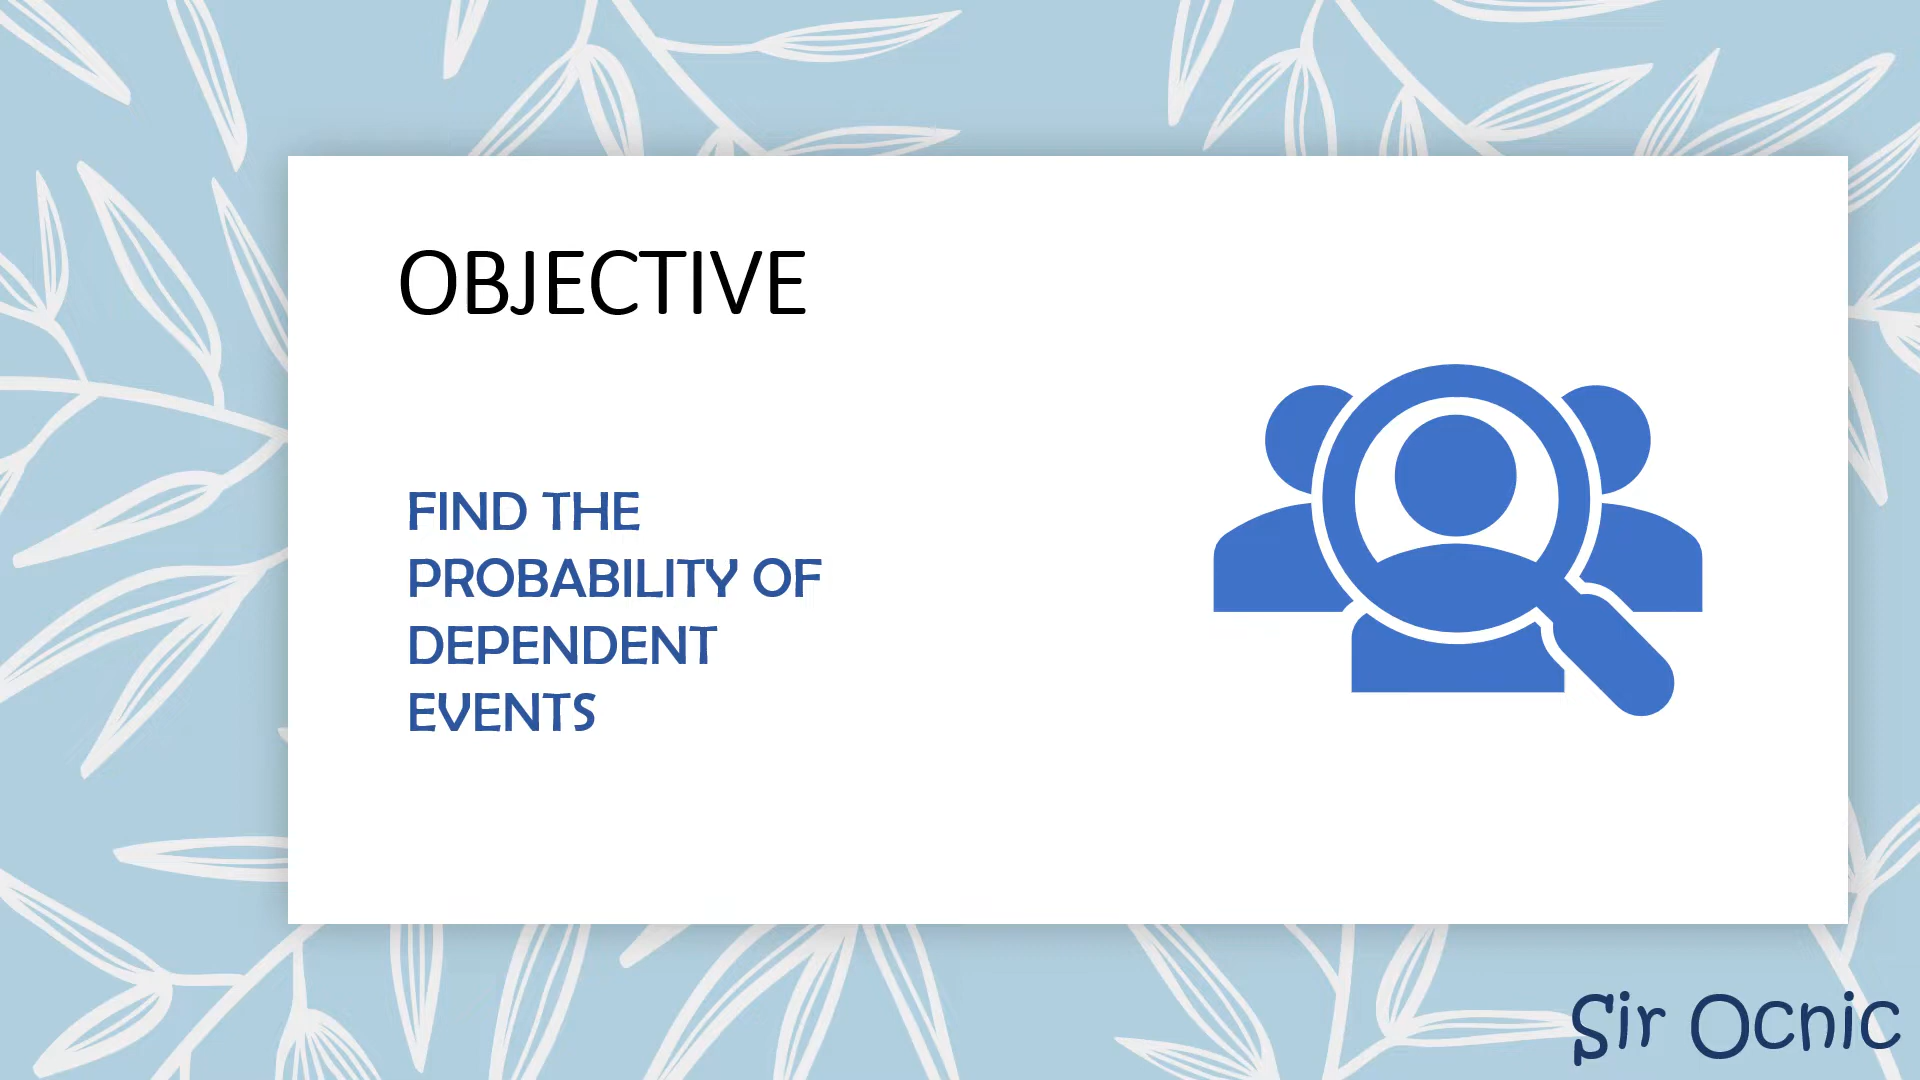 OBJECTIVE
FIND THE
PROBABILITY OF
DEPENDENT
EVENTS
Sir Ocnic